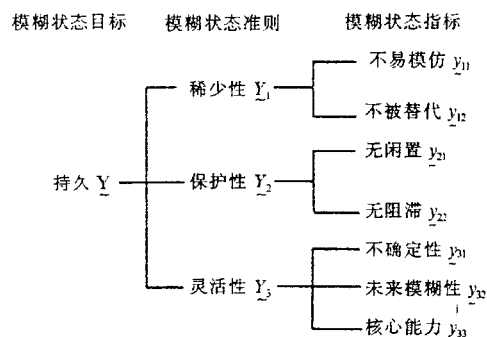 模糊状态目标 模糊状态准则 模糊状态指标
不易模仿 y11
稀少性 Y1
不被替代 y12
无闲置 y21
持久 Y 保护性 Y2
无阻滞 y22
不确定性 y31
灵活性 Y3 未来模糊性 y32
核心能力 y33